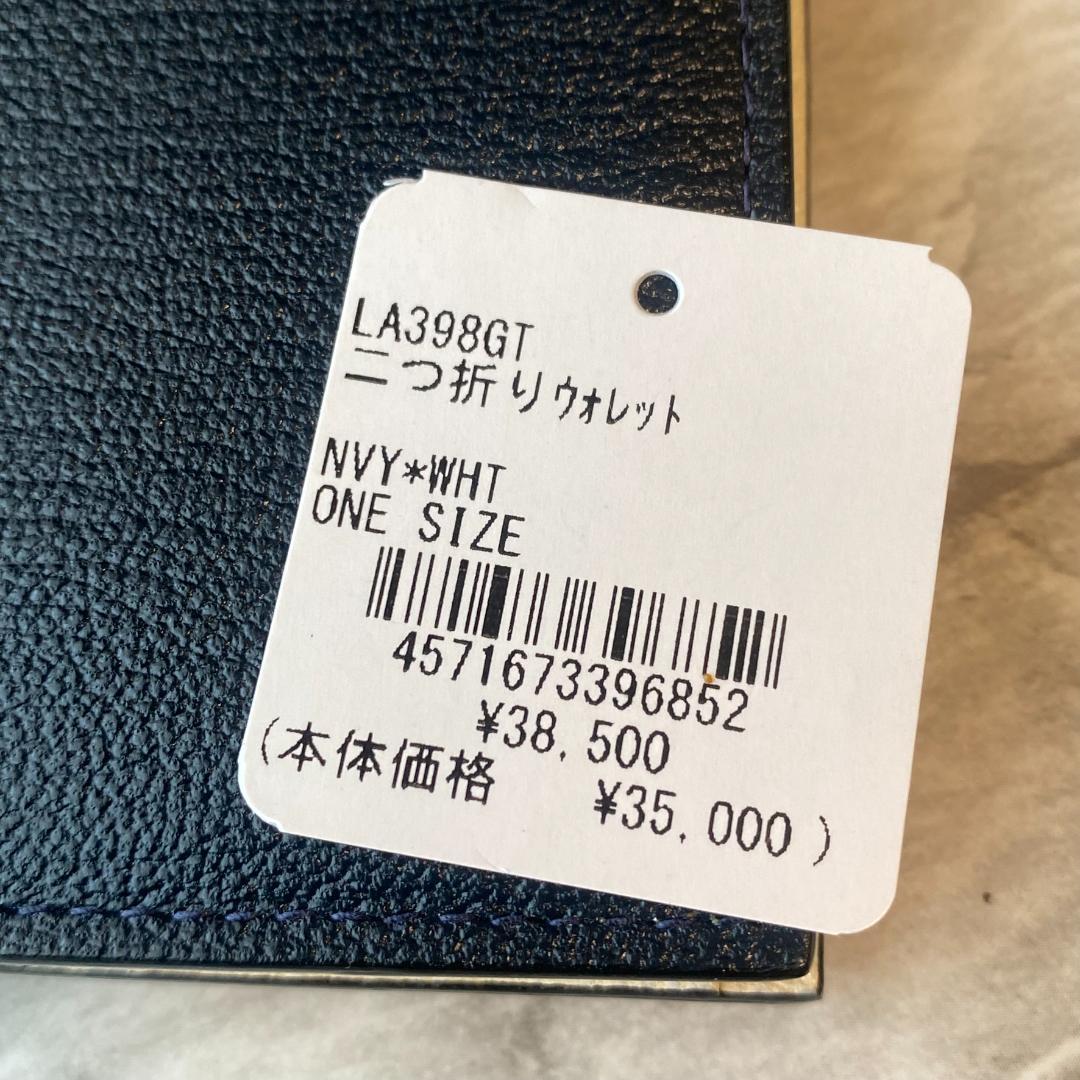 LA398GT
二つ折りウォレット
NVY*WHT
ONE SIZE
4571673396852
¥38,500
(本体価格 ¥35,000)